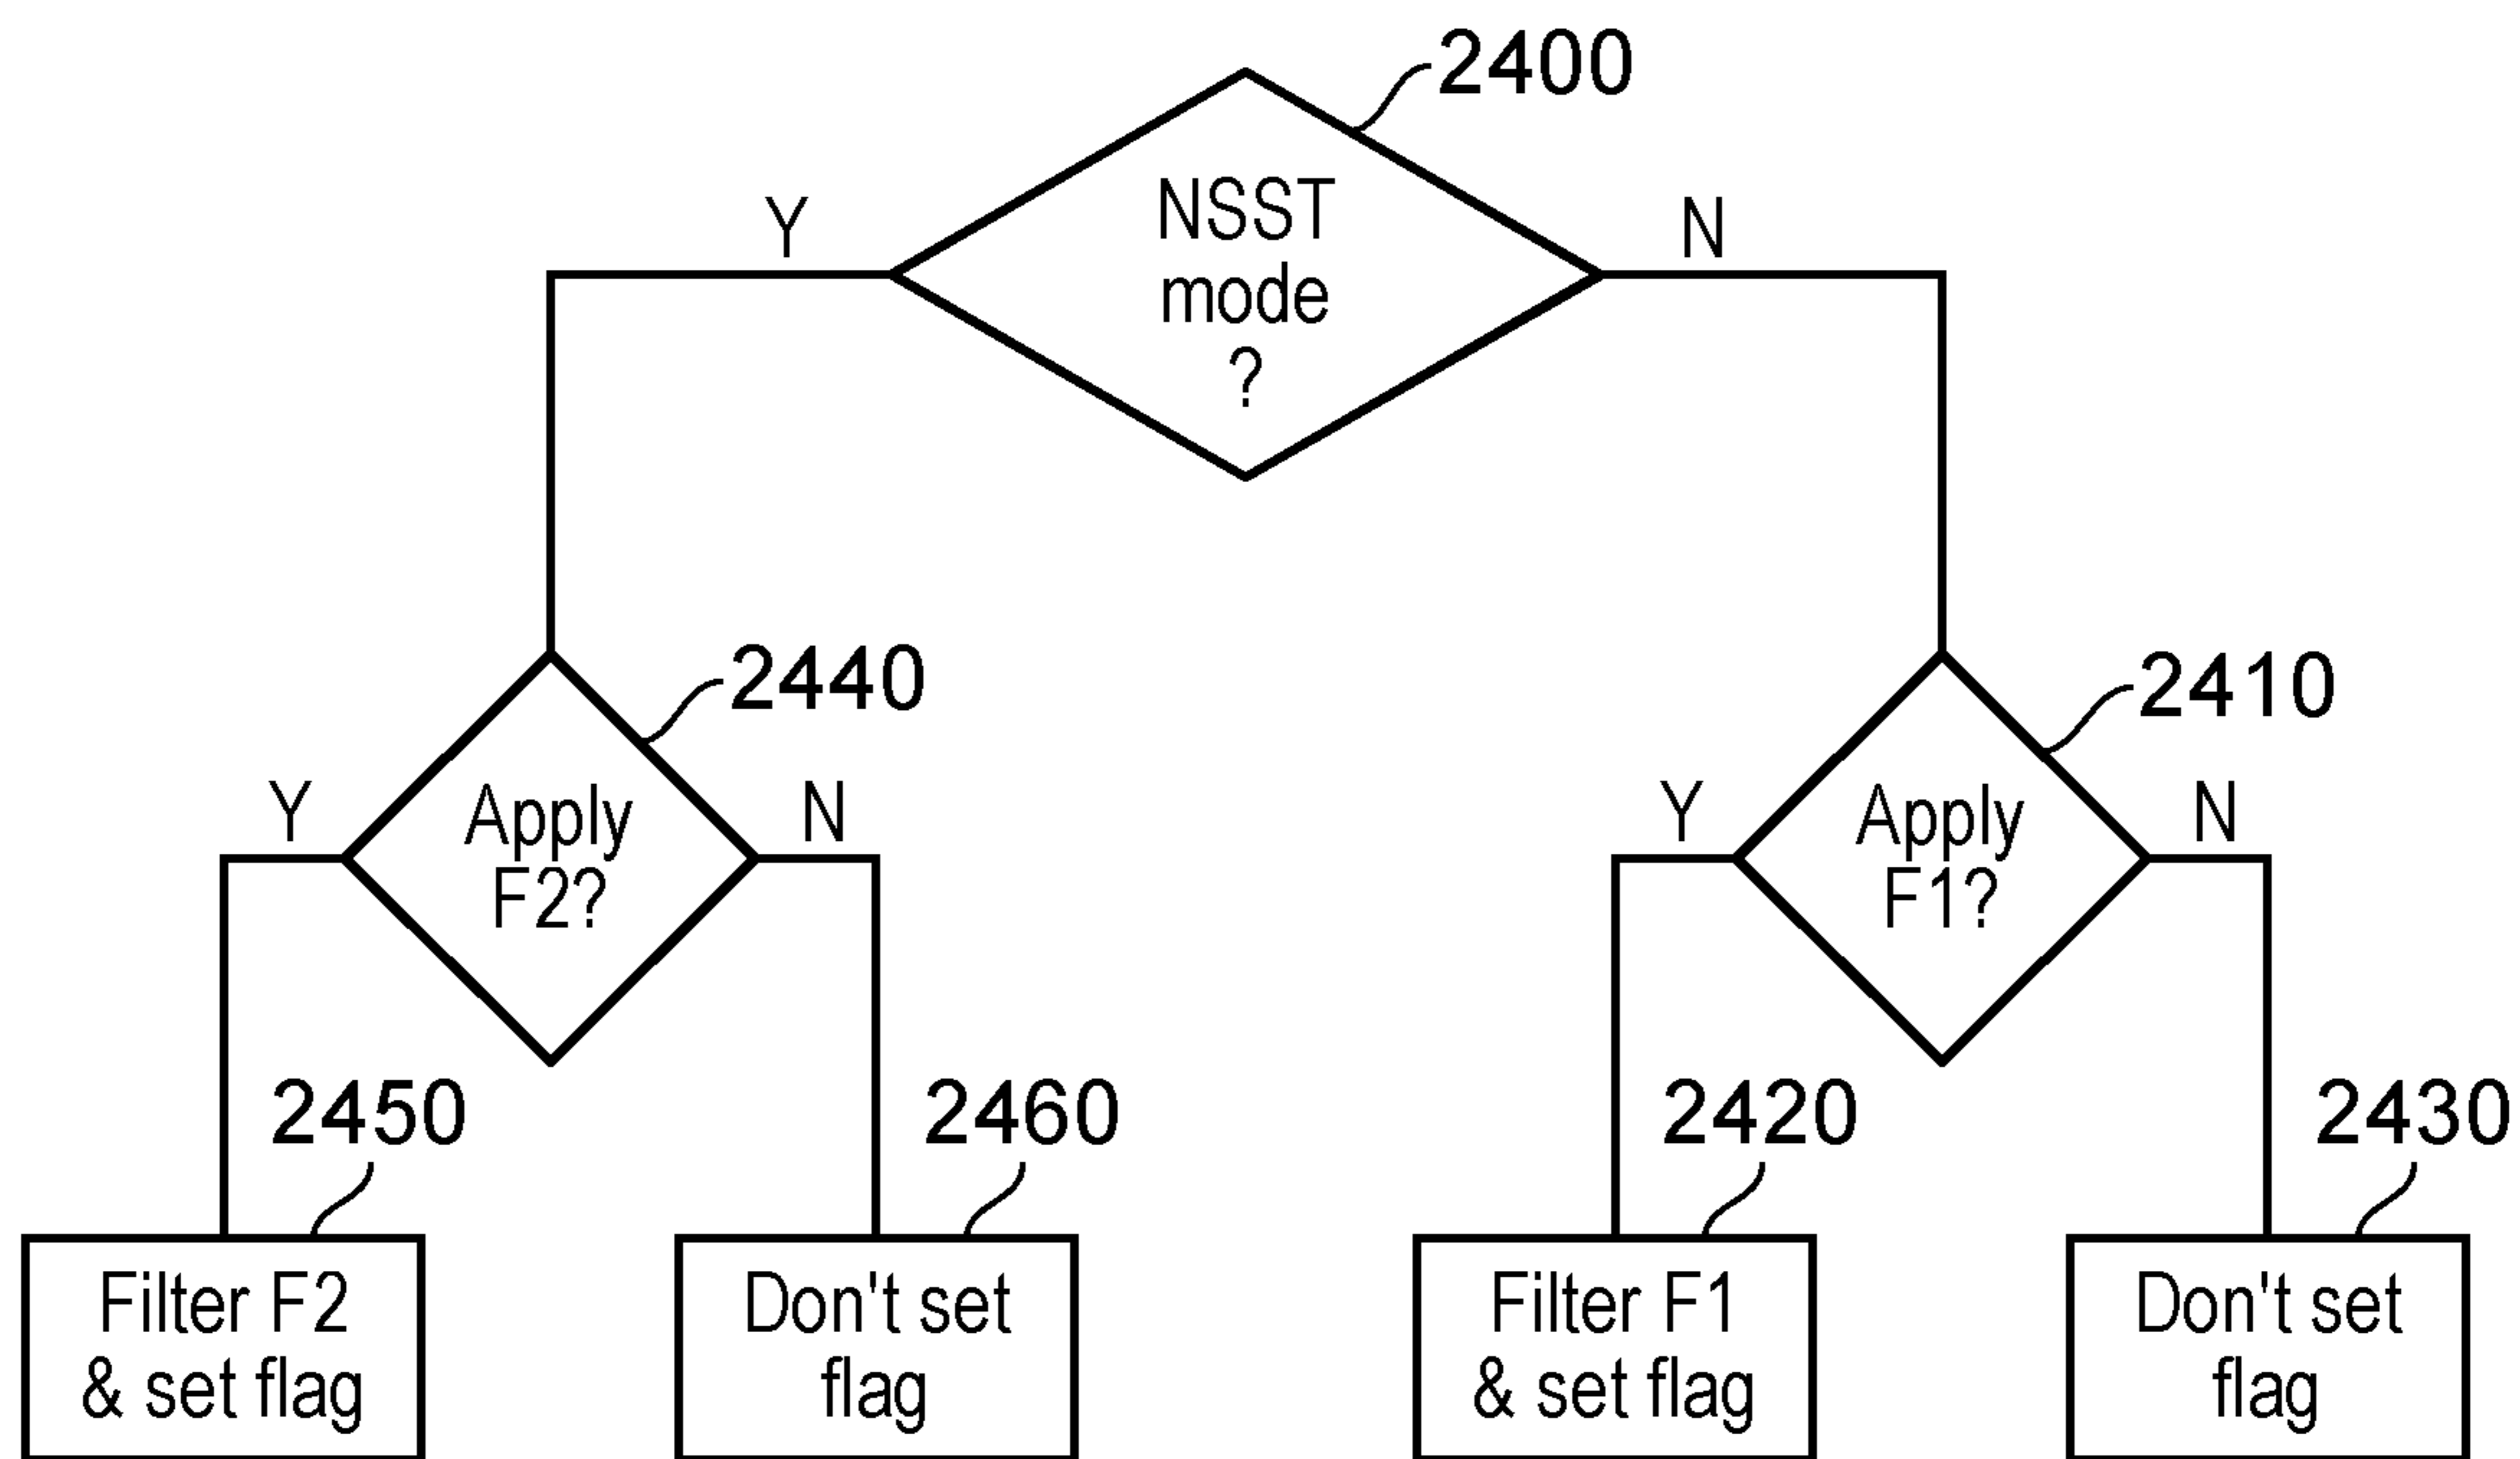 2400
NSST
mode
?
Y
N
2440
2410
Y
Apply
F2?
N
Y
Apply
F1?
N
2450
2460
2420
2430
Filter F2
& set flag
Don't set
flag
Filter F1
& set flag
Don't set
flag